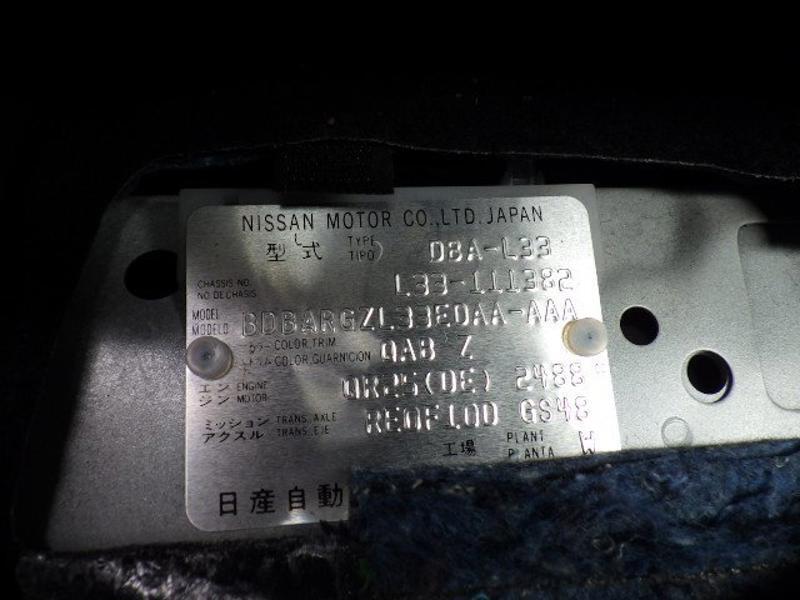 NISSAN MOTOR CO.,LTD. JAPAN
型式 TYPE TIPO DBA-L33
CHASSIS NO. NO DE CHASIS L33-111382
MODEL MODELO BDBARGZL33EDAA-AAA
カラー COLOR, TRIM
トリム COLOR, GUARNICION QAB Z
エンジン ENGINE MOTOR QR25(DE) 2488
ミッション TRANS., AXLE
アクスル TRANS., EJE RE0F10D GS48
工場 PLANT PLANTA W
日産自動